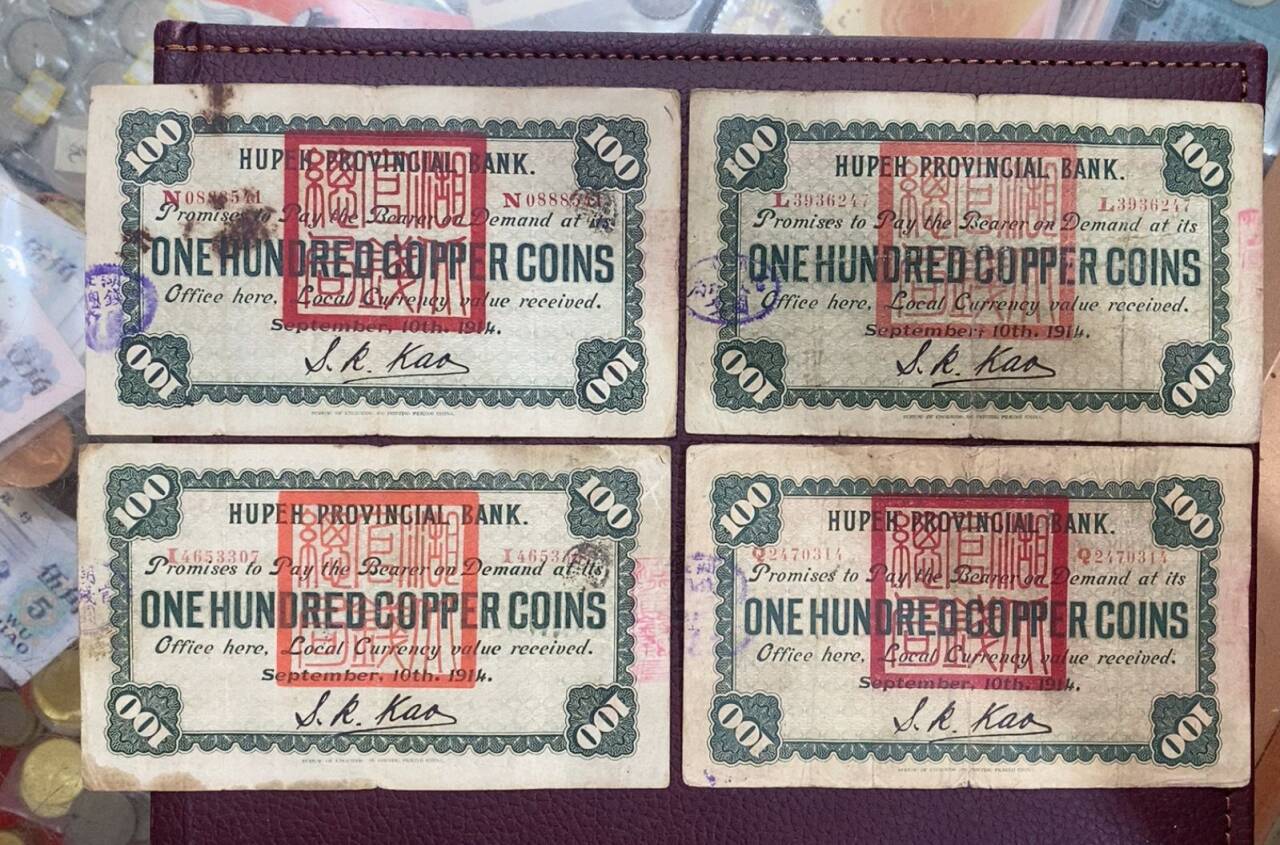 100 100
HUPEH PROVINCIAL BANK.
N0888541 N0888541
Promises to Pay the Bearer on Demand at its
ONE HUNDRED COPPER COINS
Office here, Local Currency value received.
September, 10th. 1914.
S. R. Kao
100 100
100 100
HUPEH PROVINCIAL BANK.
L3936247 L3936247
Promises to Pay the Bearer on Demand at its
ONE HUNDRED COPPER COINS
Office here, Local Currency value received.
September, 10th. 1914.
S. R. Kao
100 100
100 100
HUPEH PROVINCIAL BANK.
I4653307
Promises to Pay the Bearer on Demand at its
ONE HUNDRED COPPER COINS
Office here, Local Currency value received.
September, 10th. 1914.
S. R. Kao
100 100
100 100
HUPEH PROVINCIAL BANK.
Q2470314 Q2470314
Promises to Pay the Bearer on Demand at its
ONE HUNDRED COPPER COINS
Office here, Local Currency value received.
September, 10th. 1914.
S. R. Kao
100 100
5
WU
JIAO